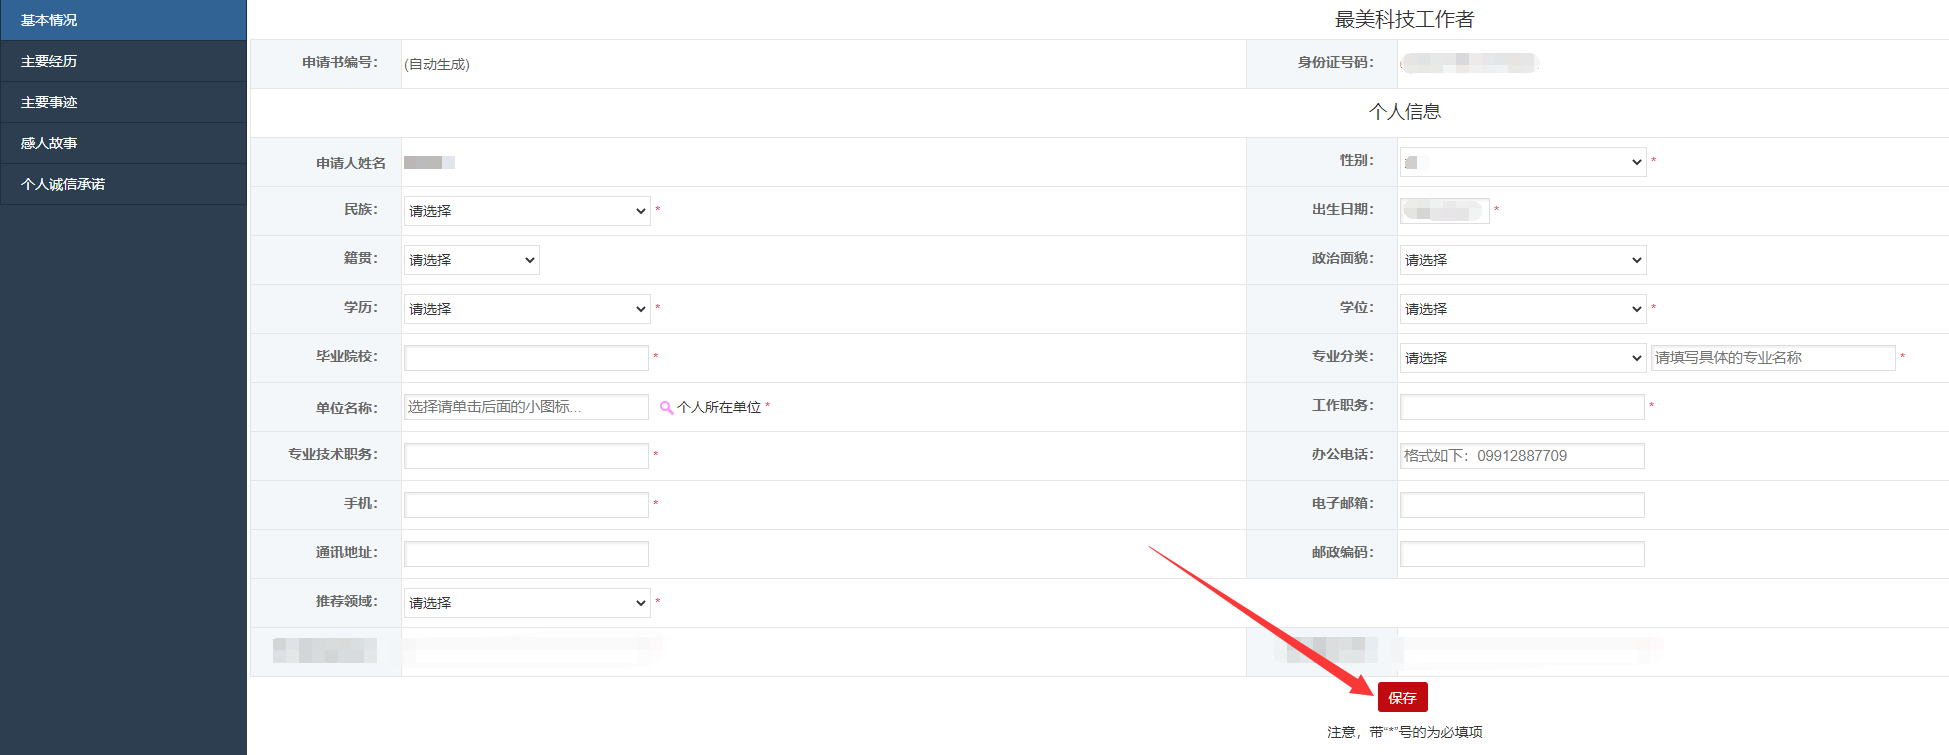 基本情况
主要经历
主要事迹
感人故事
个人诚信承诺
最美科技工作者
申请书编号： (自动生成) 身份证号码：
个人信息
申请人姓名 性别： *
民族： 请选择 * 出生日期： *
籍贯： 请选择 政治面貌： 请选择
学历： 请选择 * 学位： 请选择 *
毕业院校： * 专业分类： 请选择 请填写具体的专业名称 *
单位名称： 选择请单击后面的小图标... 个人所在单位 * 工作职务： *
专业技术职务： * 办公电话： 格式如下：09912887709
手机： * 电子邮箱：
通讯地址： 邮政编码：
推荐领域： 请选择 *
保存
注意，带“*”号的为必填项